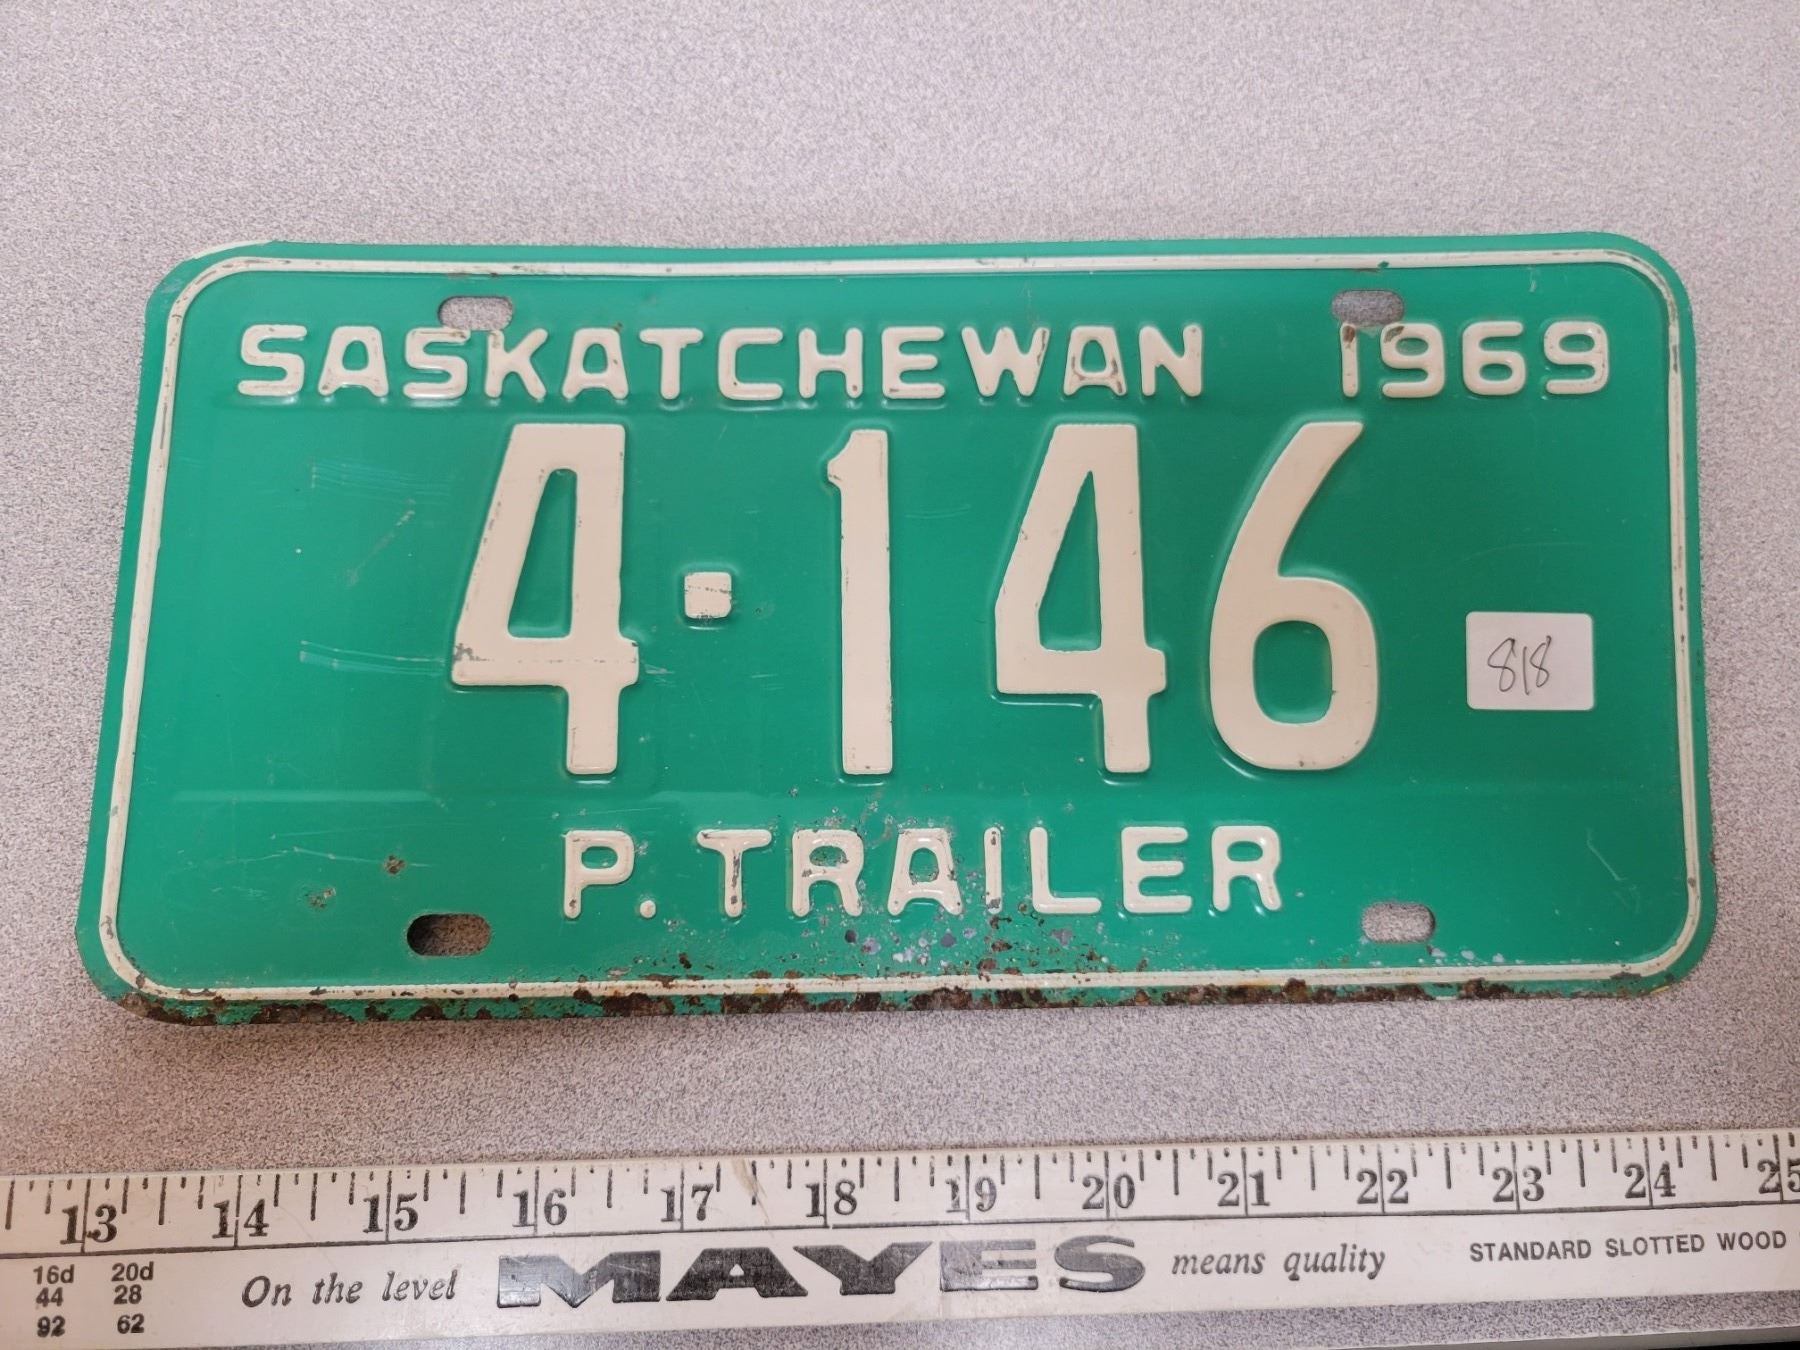 SASKATCHEWAN 1969
4·146
818
P. TRAILER
13 14 15 16 17 18 19 20 21 22 23 24 25
16d 20d
44 28
92 62
On the level MAYES means quality STANDARD SLOTTED WOOD